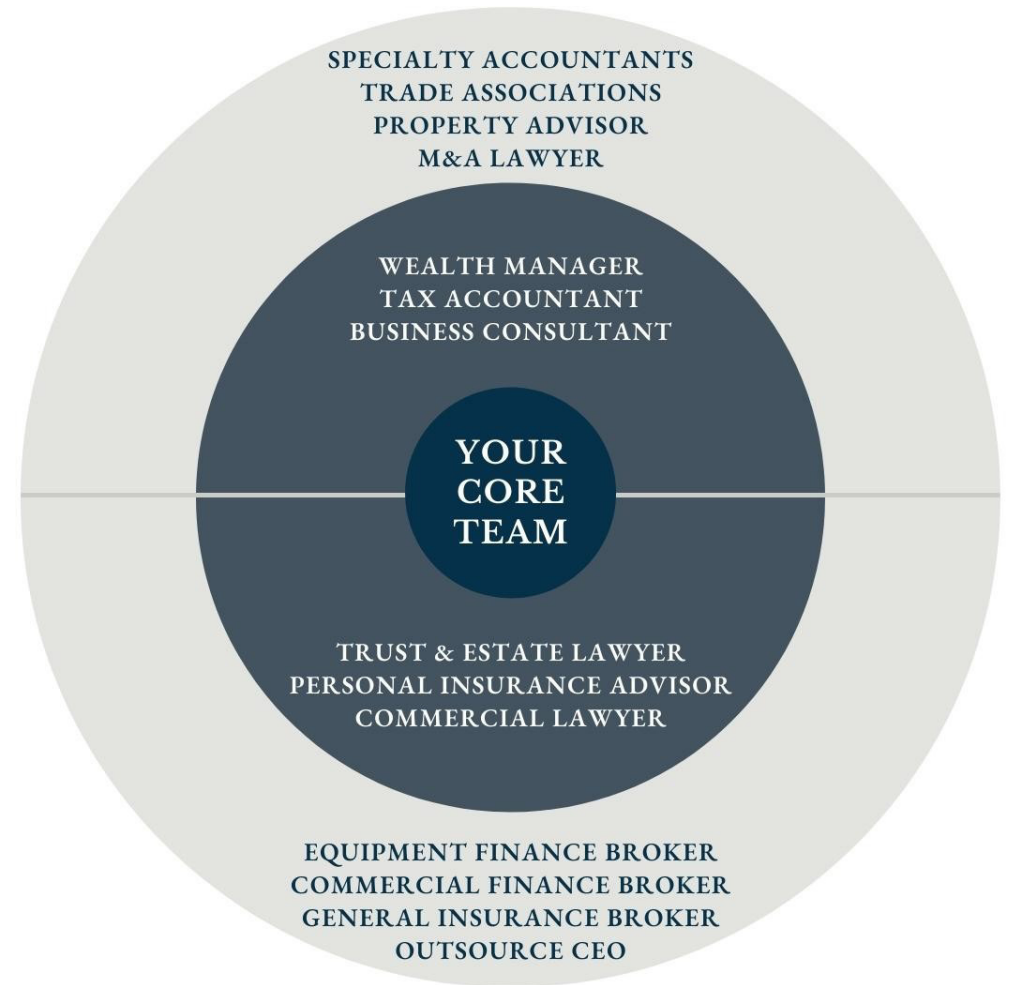 SPECIALTY ACCOUNTANTS
TRADE ASSOCIATIONS
PROPERTY ADVISOR
M&A LAWYER
WEALTH MANAGER
TAX ACCOUNTANT
BUSINESS CONSULTANT
YOUR
CORE
TEAM
TRUST & ESTATE LAWYER
PERSONAL INSURANCE ADVISOR
COMMERCIAL LAWYER
EQUIPMENT FINANCE BROKER
COMMERCIAL FINANCE BROKER
GENERAL INSURANCE BROKER
OUTSOURCE CEO